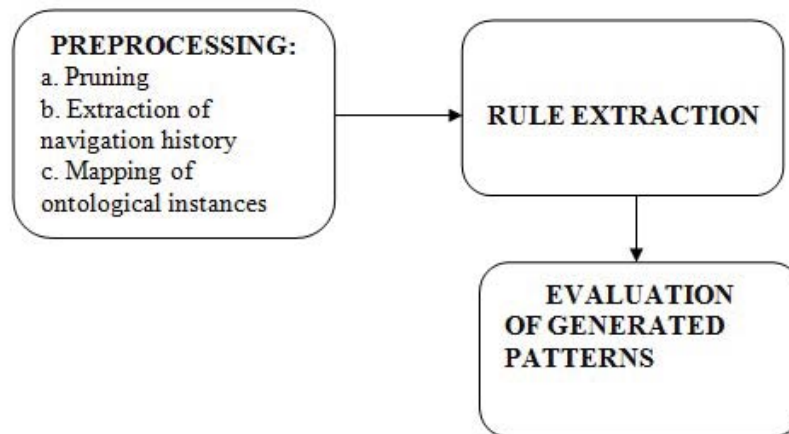 PREPROCESSING:
a. Pruning
b. Extraction of
navigation history
c. Mapping of
ontological instances
RULE EXTRACTION
EVALUATION
OF GENERATED
PATTERNS